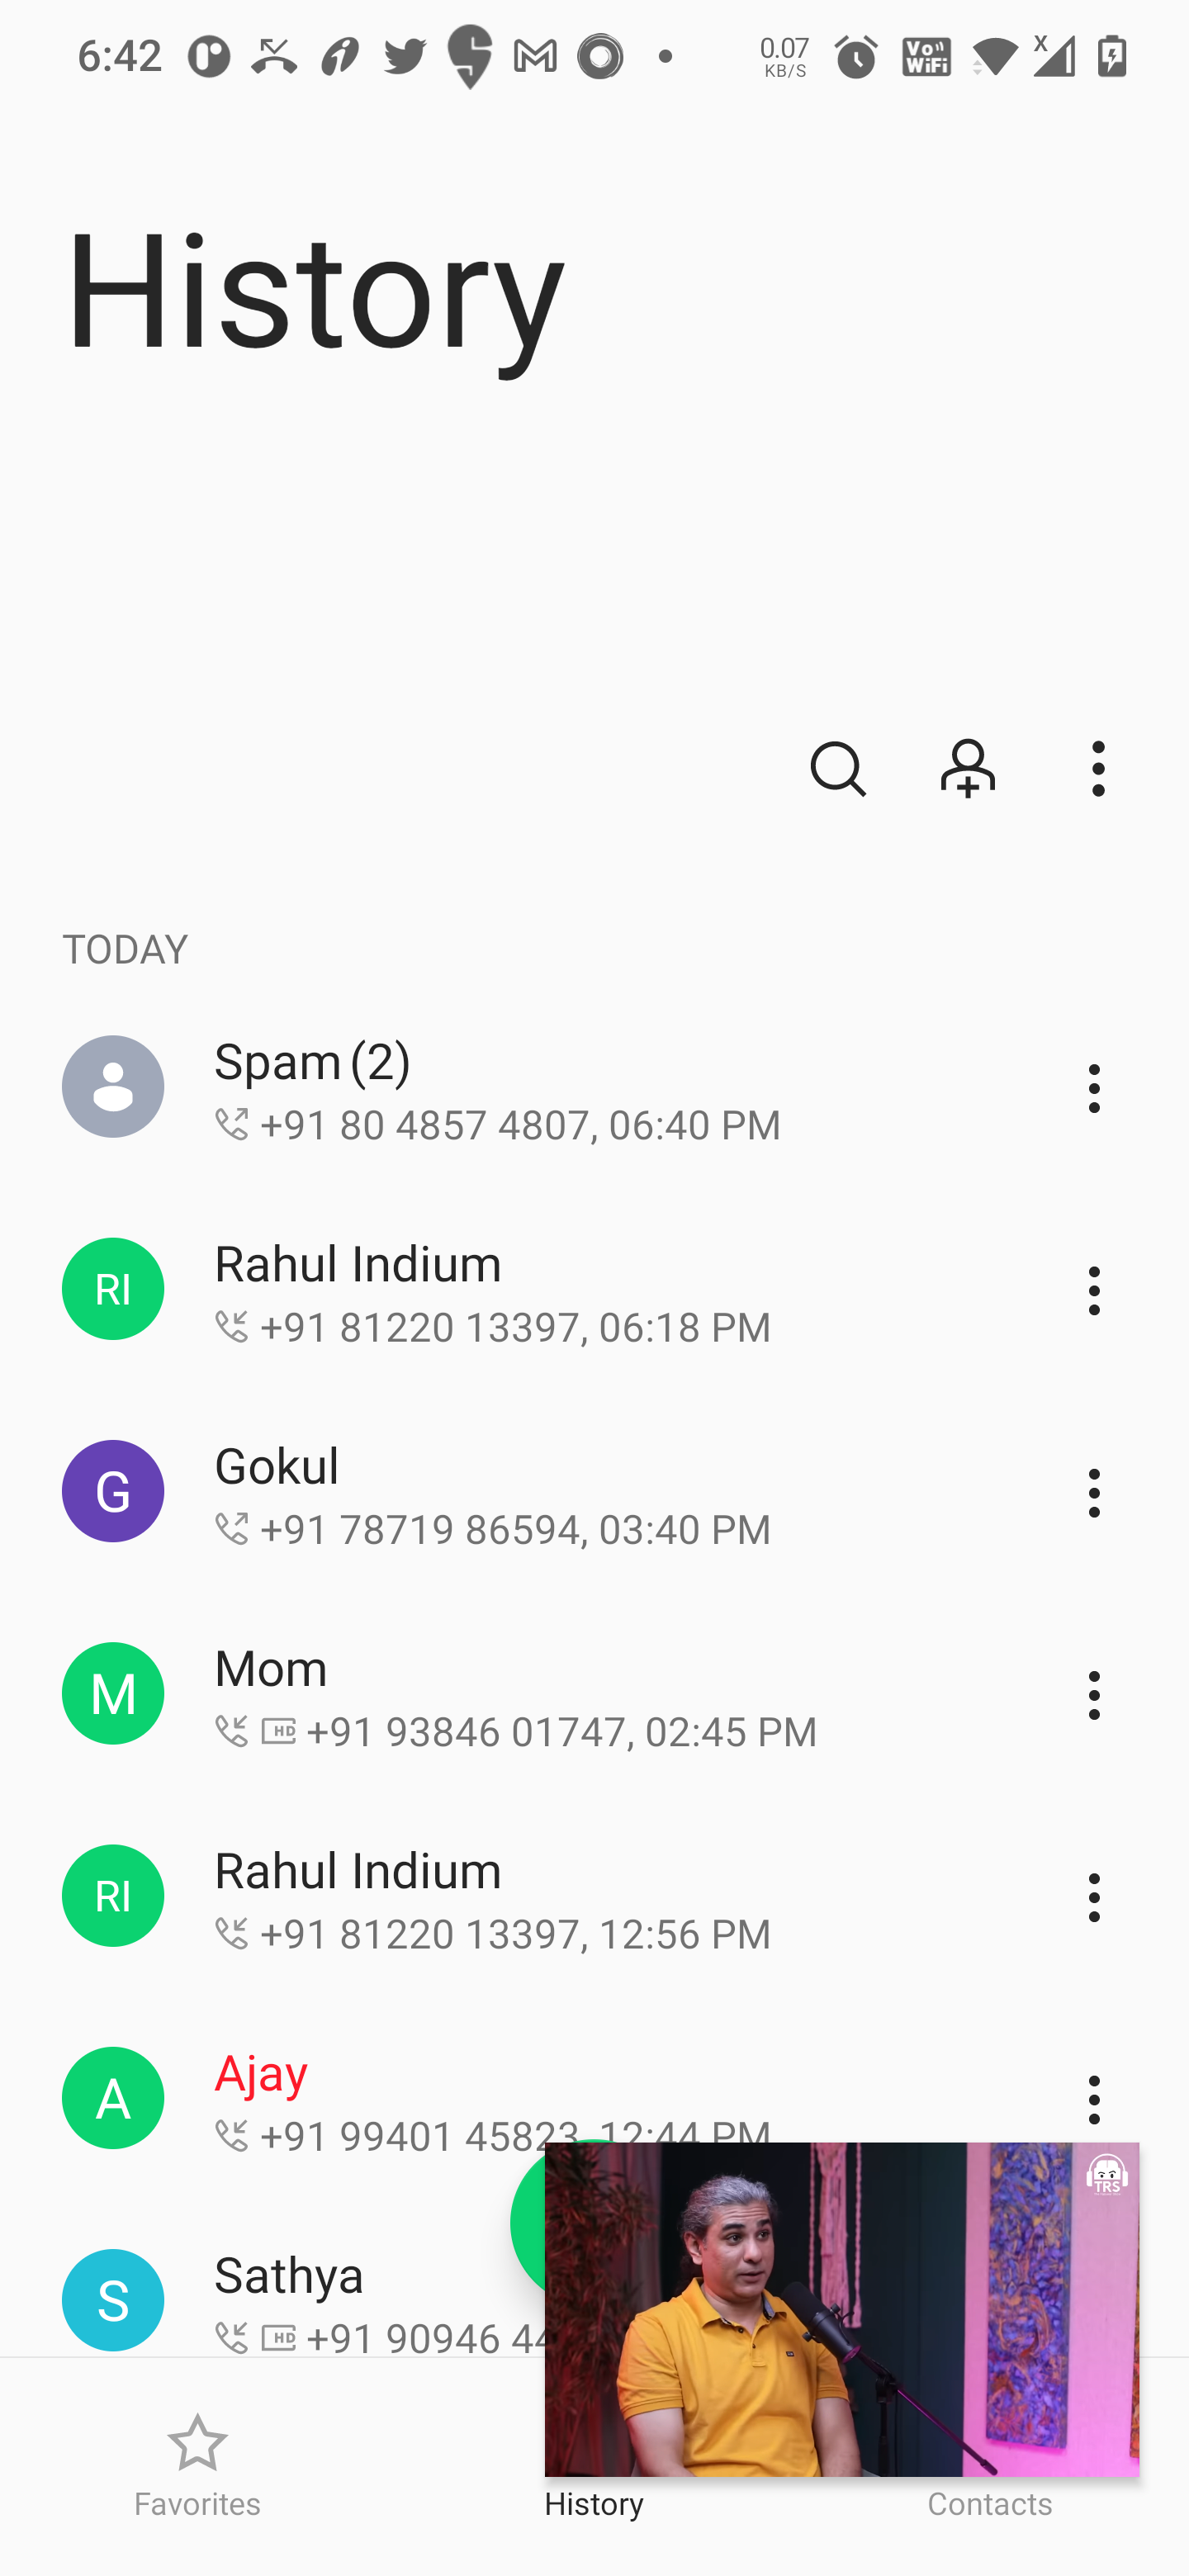 6:42 0.07 KB/S Vo WiFi X
History
TODAY
Spam (2)
+91 80 4857 4807, 06:40 PM
RI
Rahul Indium
+91 81220 13397, 06:18 PM
G
Gokul
+91 78719 86594, 03:40 PM
M
Mom
HD +91 93846 01747, 02:45 PM
RI
Rahul Indium
+91 81220 13397, 12:56 PM
A
Ajay
+91 99401 45823, 12:44 PM
TRS
S
Sathya
HD +91 90946 44
Favorites
History
Contacts